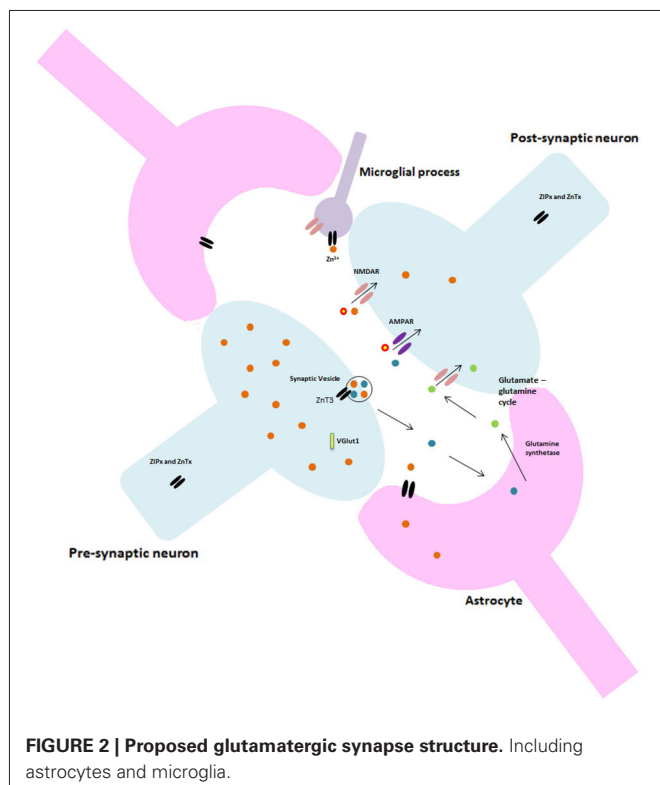 Post-synaptic neuron
Microglial process
ZIPx and ZnTx
Zn²⁺
NMDAR
AMPAR
Synaptic Vesicle
ZnT3
Glutamate –
glutamine
cycle
VGlut1
Glutamine
synthetase
ZIPx and ZnTx
Pre-synaptic neuron
Astrocyte
FIGURE 2 | Proposed glutamatergic synapse structure. Including
astrocytes and microglia.